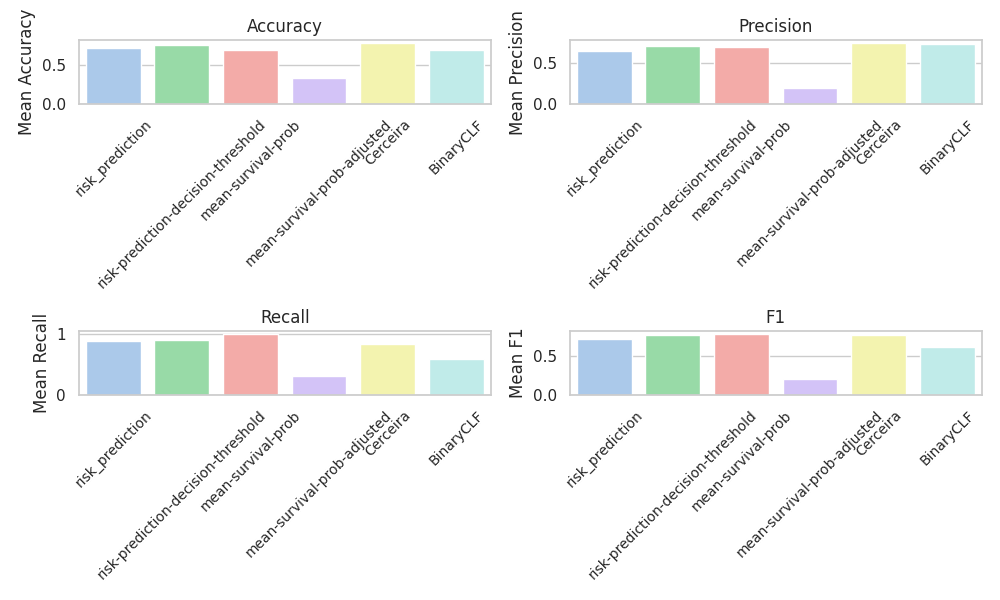 Accuracy
Mean Accuracy
0.5
0.0
risk_prediction
risk-prediction-decision-threshold
mean-survival-prob
mean-survival-prob-adjusted
Cerceira
BinaryCLF
Precision
Mean Precision
0.5
0.0
risk_prediction
risk-prediction-decision-threshold
mean-survival-prob
mean-survival-prob-adjusted
Cerceira
BinaryCLF
Recall
Mean Recall
1
0
risk_prediction
risk-prediction-decision-threshold
mean-survival-prob
mean-survival-prob-adjusted
Cerceira
BinaryCLF
F1
Mean F1
0.5
0.0
risk_prediction
risk-prediction-decision-threshold
mean-survival-prob
mean-survival-prob-adjusted
Cerceira
BinaryCLF